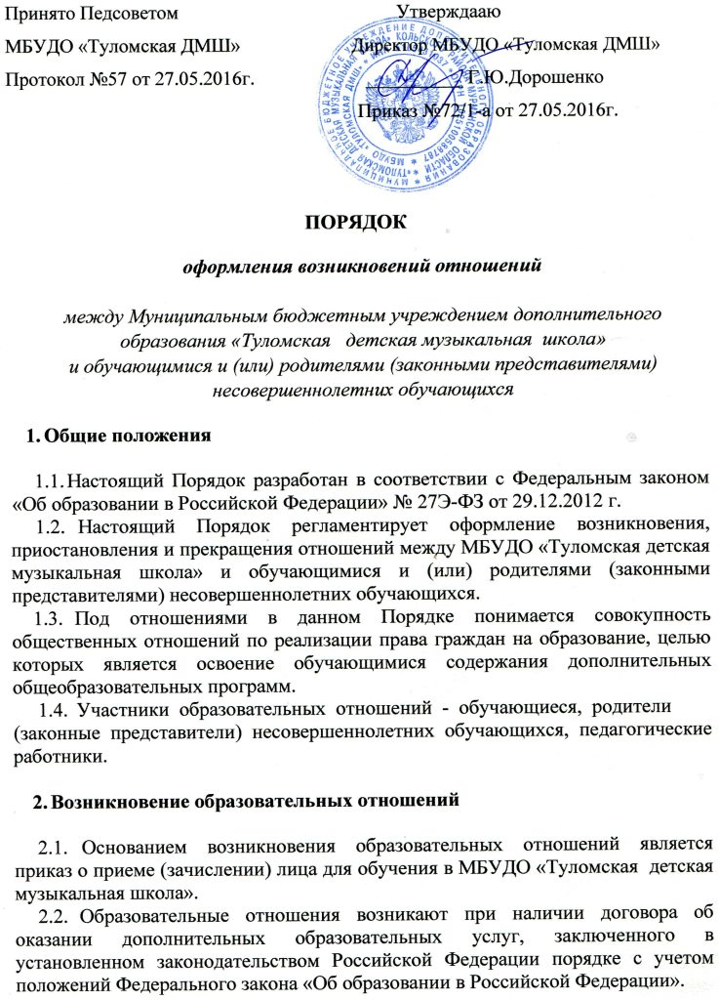 Принято Педсоветом
Утверждааю
МБУДО «Туломская ДМШ»
Директор МБУДО «Туломская ДМШ»
Протокол №57 от 27.05.2016г.
Т.Ю.Дорошенко
Приказ №72/1-а от 27.05.2016г.
ПОРЯДОК
оформления возникновений отношений
между Муниципальным бюджетным учреждением дополнительного
образования «Туломская детская музыкальная школа»
и обучающимися и (или) родителями (законными представителями)
несовершеннолетних обучающихся
1. Общие положения
1.1. Настоящий Порядок разработан в соответствии с Федеральным законом
«Об образовании в Российской Федерации» № 27Э-ФЗ от 29.12.2012 г.
1.2. Настоящий Порядок регламентирует оформление возникновения,
приостановления и прекращения отношений между МБУДО «Туломская детская
музыкальная школа» и обучающимися и (или) родителями (законными
представителями) несовершеннолетних обучающихся.
1.3. Под отношениями в данном Порядке понимается совокупность
общественных отношений по реализации права граждан на образование, целью
которых является освоение обучающимися содержания дополнительных
общеобразовательных программ.
1.4. Участники образовательных отношений - обучающиеся, родители
(законные представители) несовершеннолетних обучающихся, педагогические
работники.
2. Возникновение образовательных отношений
2.1. Основанием возникновения образовательных отношений является
приказ о приеме (зачислении) лица для обучения в МБУДО «Туломская детская
музыкальная школа».
2.2. Образовательные отношения возникают при наличии договора об
оказании дополнительных образовательных услуг, заключенного в
установленном законодательством Российской Федерации порядке с учетом
положений Федерального закона «Об образовании в Российской Федерации».